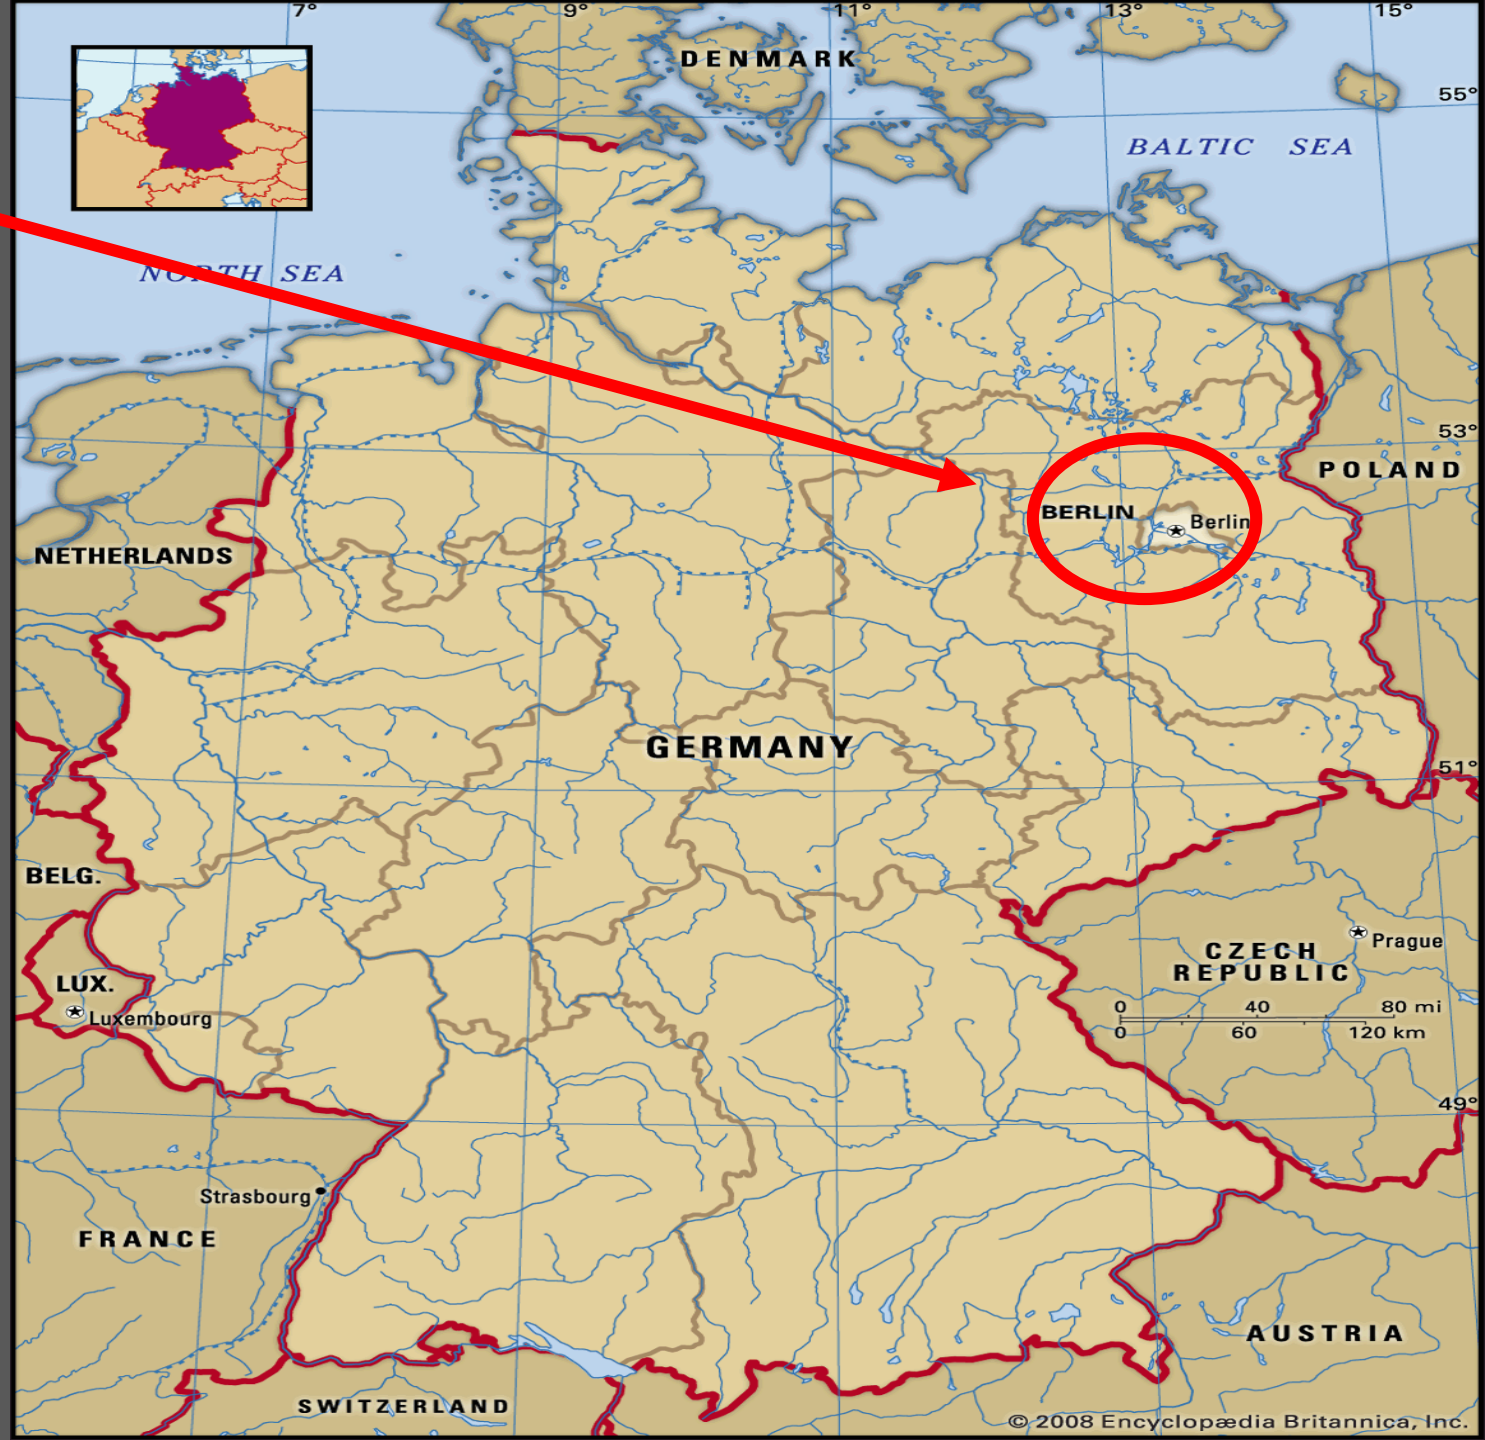 7°
9°
11°
13°
15°
DENMARK
55°
BALTIC SEA
NORTH SEA
53°
POLAND
BERLIN
Berlin
NETHERLANDS
GERMANY
51°
BELG.
Prague
CZECH
REPUBLIC
LUX.
Luxembourg
0 40 80 mi
0 60 120 km
49°
Strasbourg
FRANCE
AUSTRIA
SWITZERLAND
© 2008 Encyclopædia Britannica, Inc.